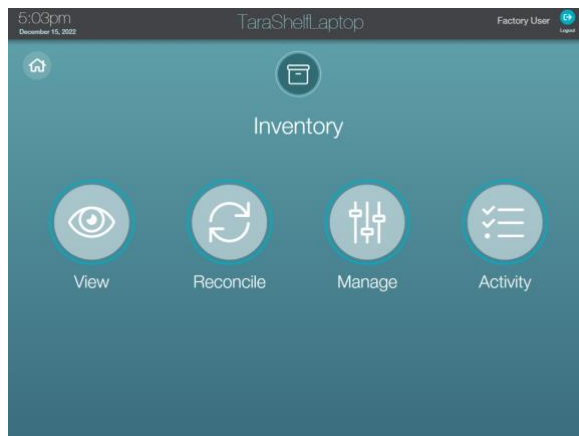 5:03pm TaraShelfLaptop Factory User
December 15, 2022 Logout
Inventory
View Reconcile Manage Activity